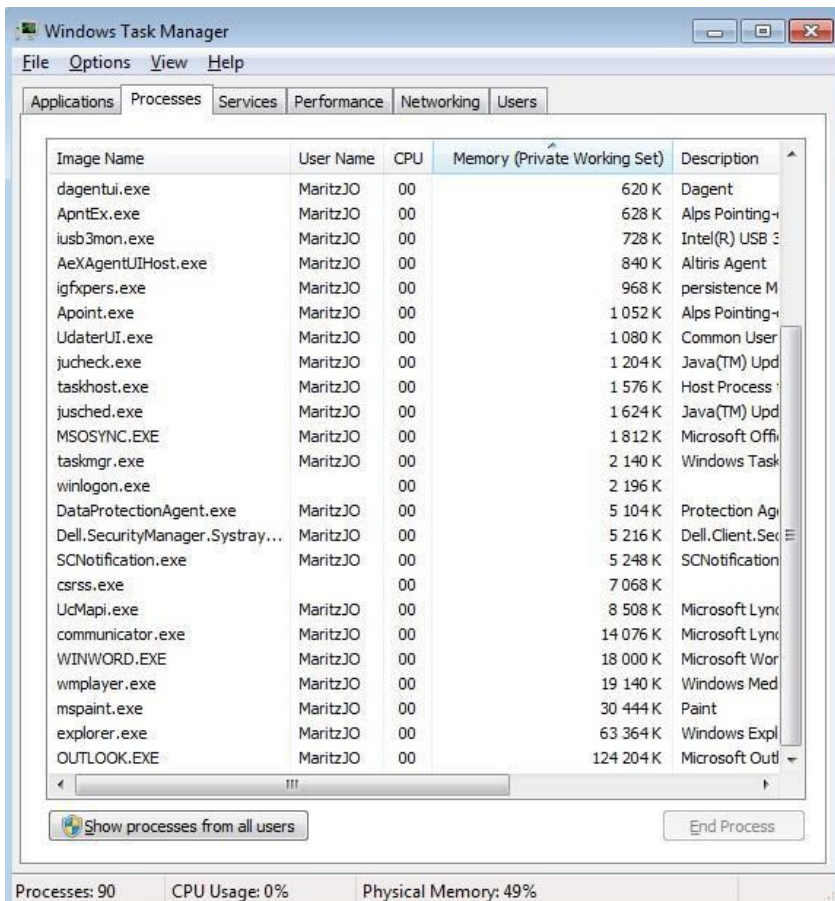 Windows Task Manager
File Options View Help
Applications Processes Services Performance Networking Users
Image Name User Name CPU Memory (Private Working Set) Description
dagentui.exe MaritzJO 00 620 K Dagent
ApntEx.exe MaritzJO 00 628 K Alps Pointing-
iusb3mon.exe MaritzJO 00 728 K Intel(R) USB 3
AeXAgentUIHost.exe MaritzJO 00 840 K Altiris Agent
igfxpers.exe MaritzJO 00 968 K persistence M
Apoint.exe MaritzJO 00 1 052 K Alps Pointing-
UdaterUI.exe MaritzJO 00 1 080 K Common User
jucheck.exe MaritzJO 00 1 204 K Java(TM) Upd
taskhost.exe MaritzJO 00 1 576 K Host Process
jusched.exe MaritzJO 00 1 624 K Java(TM) Upd
MSOSYNC.EXE MaritzJO 00 1 812 K Microsoft Offi
taskmgr.exe MaritzJO 00 2 140 K Windows Task
winlogon.exe 00 2 196 K
DataProtectionAgent.exe MaritzJO 00 5 104 K Protection Ag
Dell.SecurityManager.Systray... MaritzJO 00 5 216 K Dell.Client.Sec
SCNotification.exe MaritzJO 00 5 248 K SCNotification
csrss.exe 00 7 068 K
UcMapi.exe MaritzJO 00 8 508 K Microsoft Lync
communicator.exe MaritzJO 00 14 076 K Microsoft Lync
WINWORD.EXE MaritzJO 00 18 000 K Microsoft Wor
wmplayer.exe MaritzJO 00 19 140 K Windows Med
mspaint.exe MaritzJO 00 30 444 K Paint
explorer.exe MaritzJO 00 63 364 K Windows Expl
OUTLOOK.EXE MaritzJO 00 124 204 K Microsoft Outl
Show processes from all users End Process
Processes: 90 CPU Usage: 0% Physical Memory: 49%